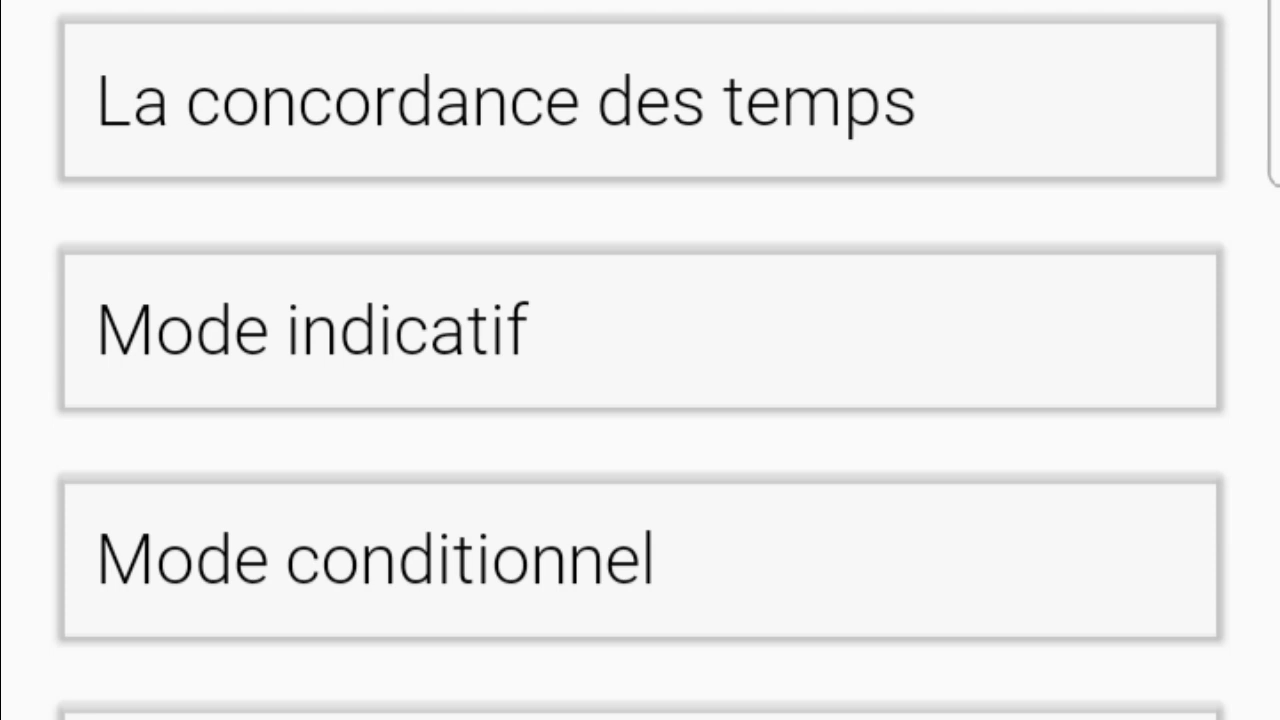 La concordance des temps
Mode indicatif
Mode conditionnel